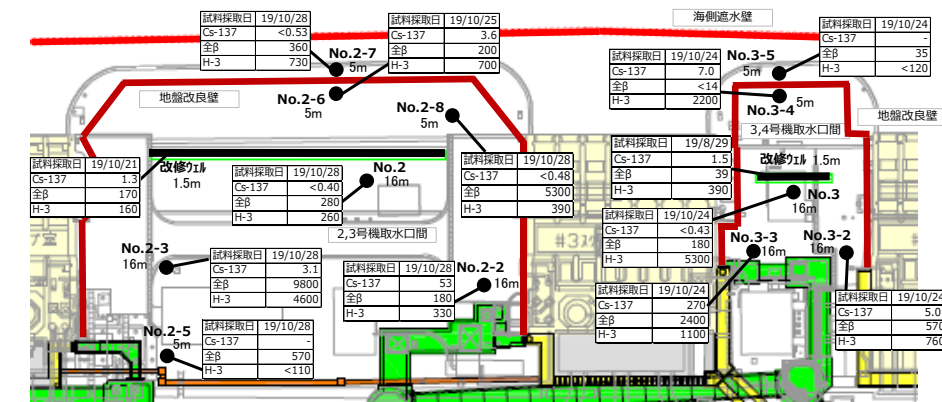 海側遮水壁
試料採取日 19/10/28
Cs-137 <0.53
全β 360
H-3 730
No.2-7
5m
試料採取日 19/10/25
Cs-137 3.6
全β 200
H-3 700
No.2-6
5m
地盤改良壁
No.2-8
5m
試料採取日 19/10/24
Cs-137 7.0
全β <14
H-3 2200
No.3-5
5m
試料採取日 19/10/24
Cs-137 -
全β 35
H-3 <120
No.3-4
5m
地盤改良壁
3,4号機取水口間
試料採取日 19/10/21
Cs-137 1.3
全β 170
H-3 160
改修ウェル
1.5m
試料採取日 19/10/28
Cs-137 <0.40
全β 280
H-3 260
No.2
16m
試料採取日 19/10/28
Cs-137 <0.48
全β 5300
H-3 390
試料採取日 19/8/29
Cs-137 1.5
全β 39
H-3 390
改修ウェル 1.5m
No.3
16m
2,3号機取水口間
試料採取日 19/10/24
Cs-137 <0.43
全β 180
H-3 5300
No.2-3
16m
試料採取日 19/10/28
Cs-137 3.1
全β 9800
H-3 4600
試料採取日 19/10/28
Cs-137 53
全β 180
H-3 330
No.2-2
16m
No.3-3
16m
No.3-2
16m
試料採取日 19/10/24
Cs-137 270
全β 2400
H-3 1100
試料採取日 19/10/24
Cs-137 5.0
全β 570
H-3 760
No.2-5
5m
試料採取日 19/10/28
Cs-137 -
全β 570
H-3 <110